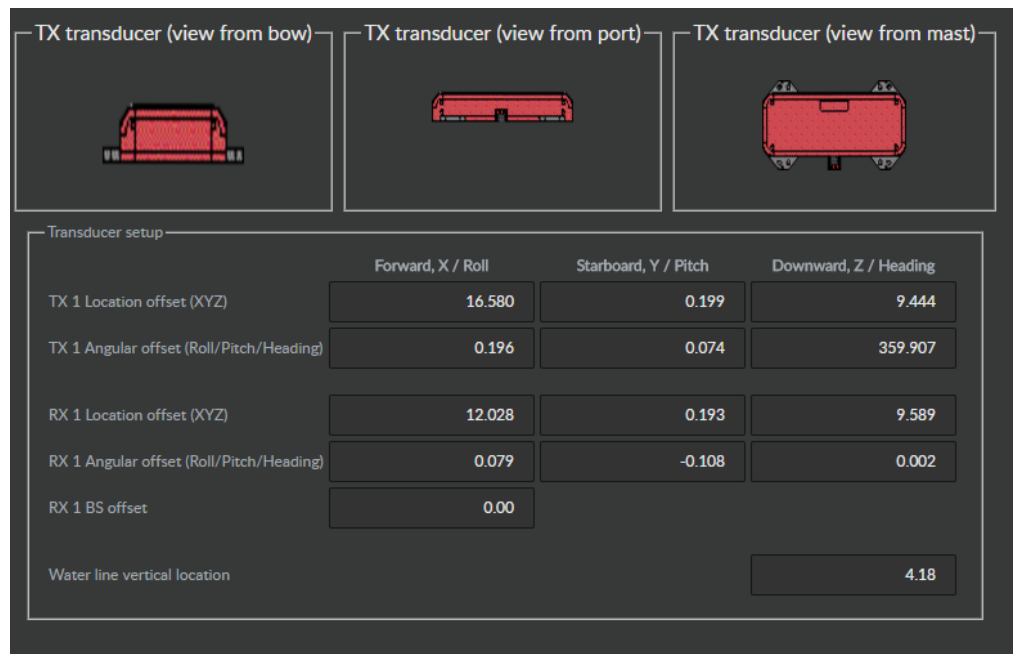 TX transducer (view from bow) TX transducer (view from port) TX transducer (view from mast)
Transducer setup
Forward, X / Roll Starboard, Y / Pitch Downward, Z / Heading
TX 1 Location offset (XYZ) 16.580 0.199 9.444
TX 1 Angular offset (Roll/Pitch/Heading) 0.196 0.074 359.907
RX 1 Location offset (XYZ) 12.028 0.193 9.589
RX 1 Angular offset (Roll/Pitch/Heading) 0.079 -0.108 0.002
RX 1 BS offset 0.00
Water line vertical location 4.18